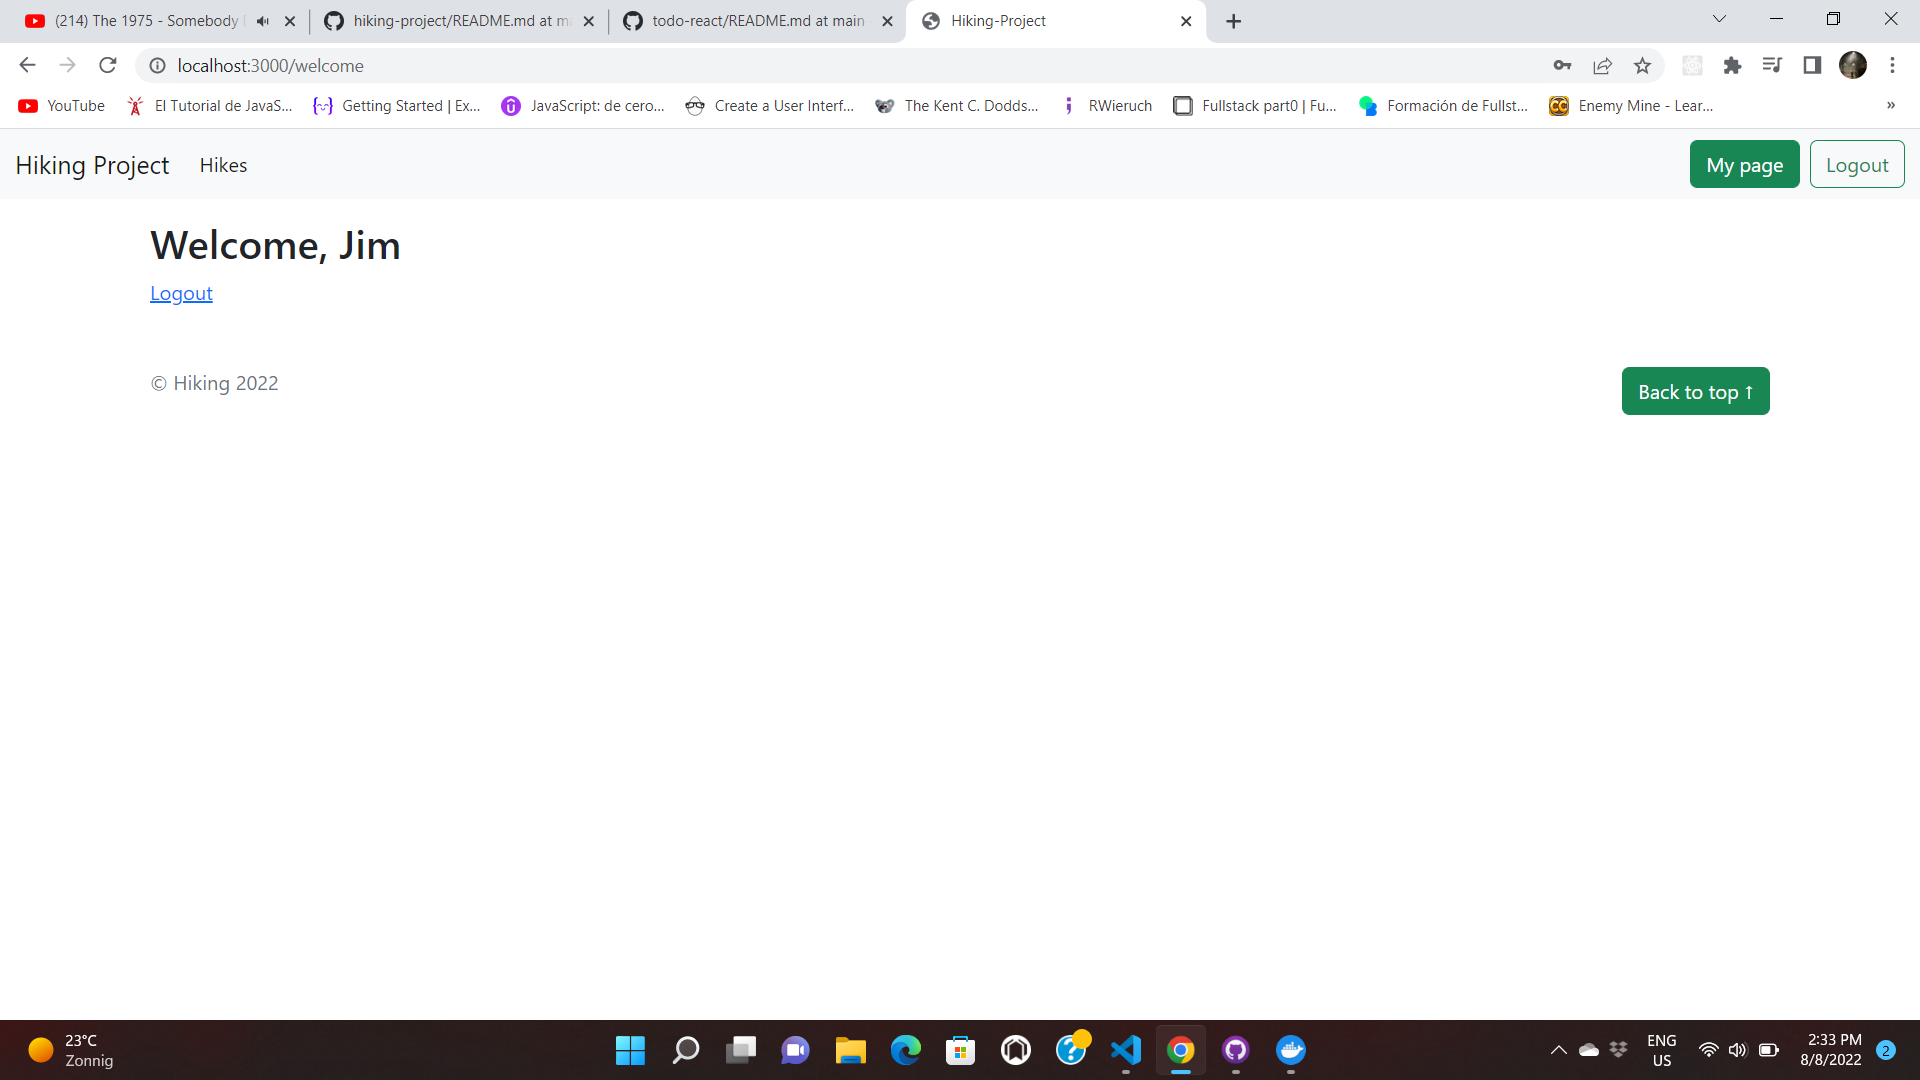 (214) The 1975 - Somebody
hiking-project/README.md at ma
todo-react/README.md at main
Hiking-Project
localhost:3000/welcome
YouTube
El Tutorial de JavaS...
Getting Started | Ex...
JavaScript: de cero...
Create a User Interf...
The Kent C. Dodds...
RWieruch
Fullstack part0 | Fu...
Formación de Fullst...
Enemy Mine - Lear...
»
Hiking Project
Hikes
My page
Logout
Welcome, Jim
Logout
© Hiking 2022
Back to top ↑
23°C
Zonnig
ENG
US
2:33 PM
8/8/2022
2